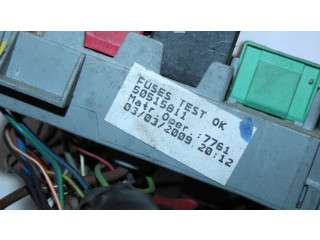 FUSES TEST OK
50515811
Matr.Oper.:7761
03/03/2009 20:12